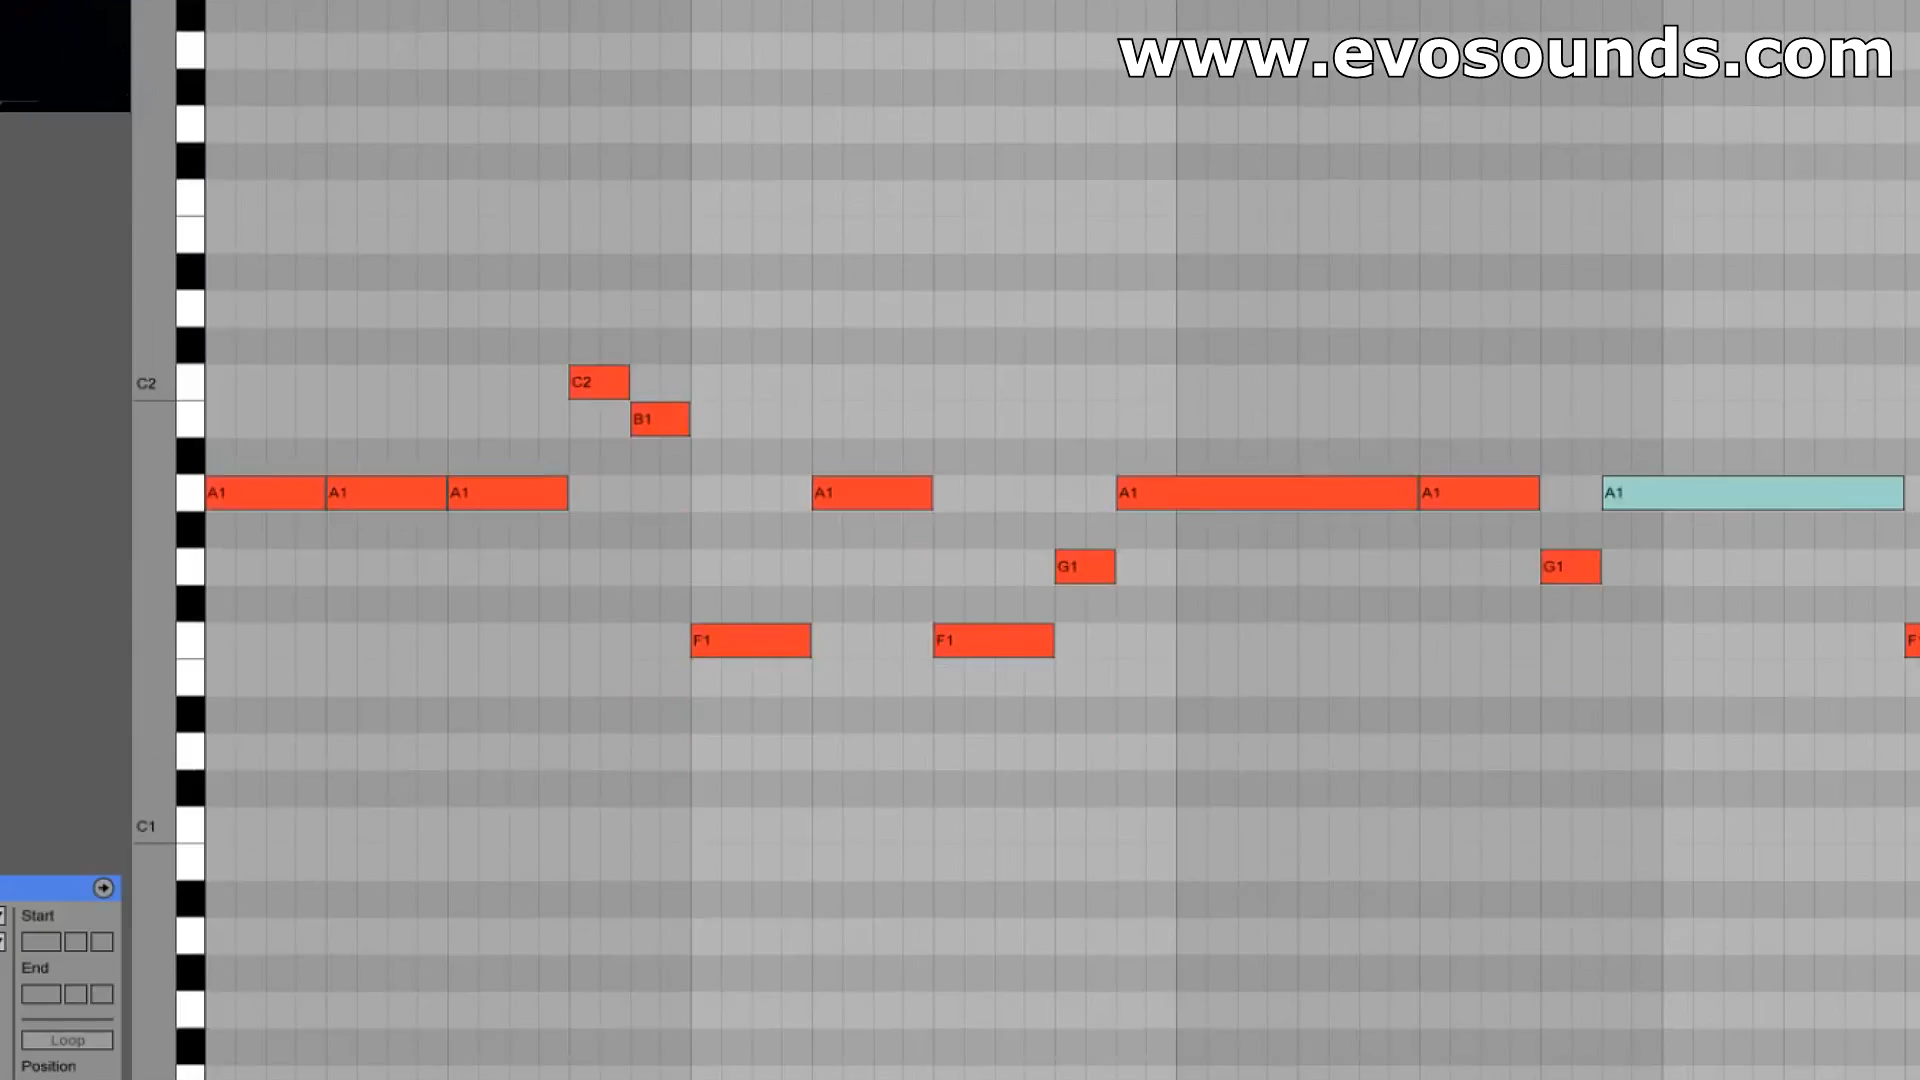 www.evosounds.com
C2
C2
B1
A1 A1 A1 A1 A1 A1 A1
G1 G1
F1 F1
C1
Start
End
Loop
Position